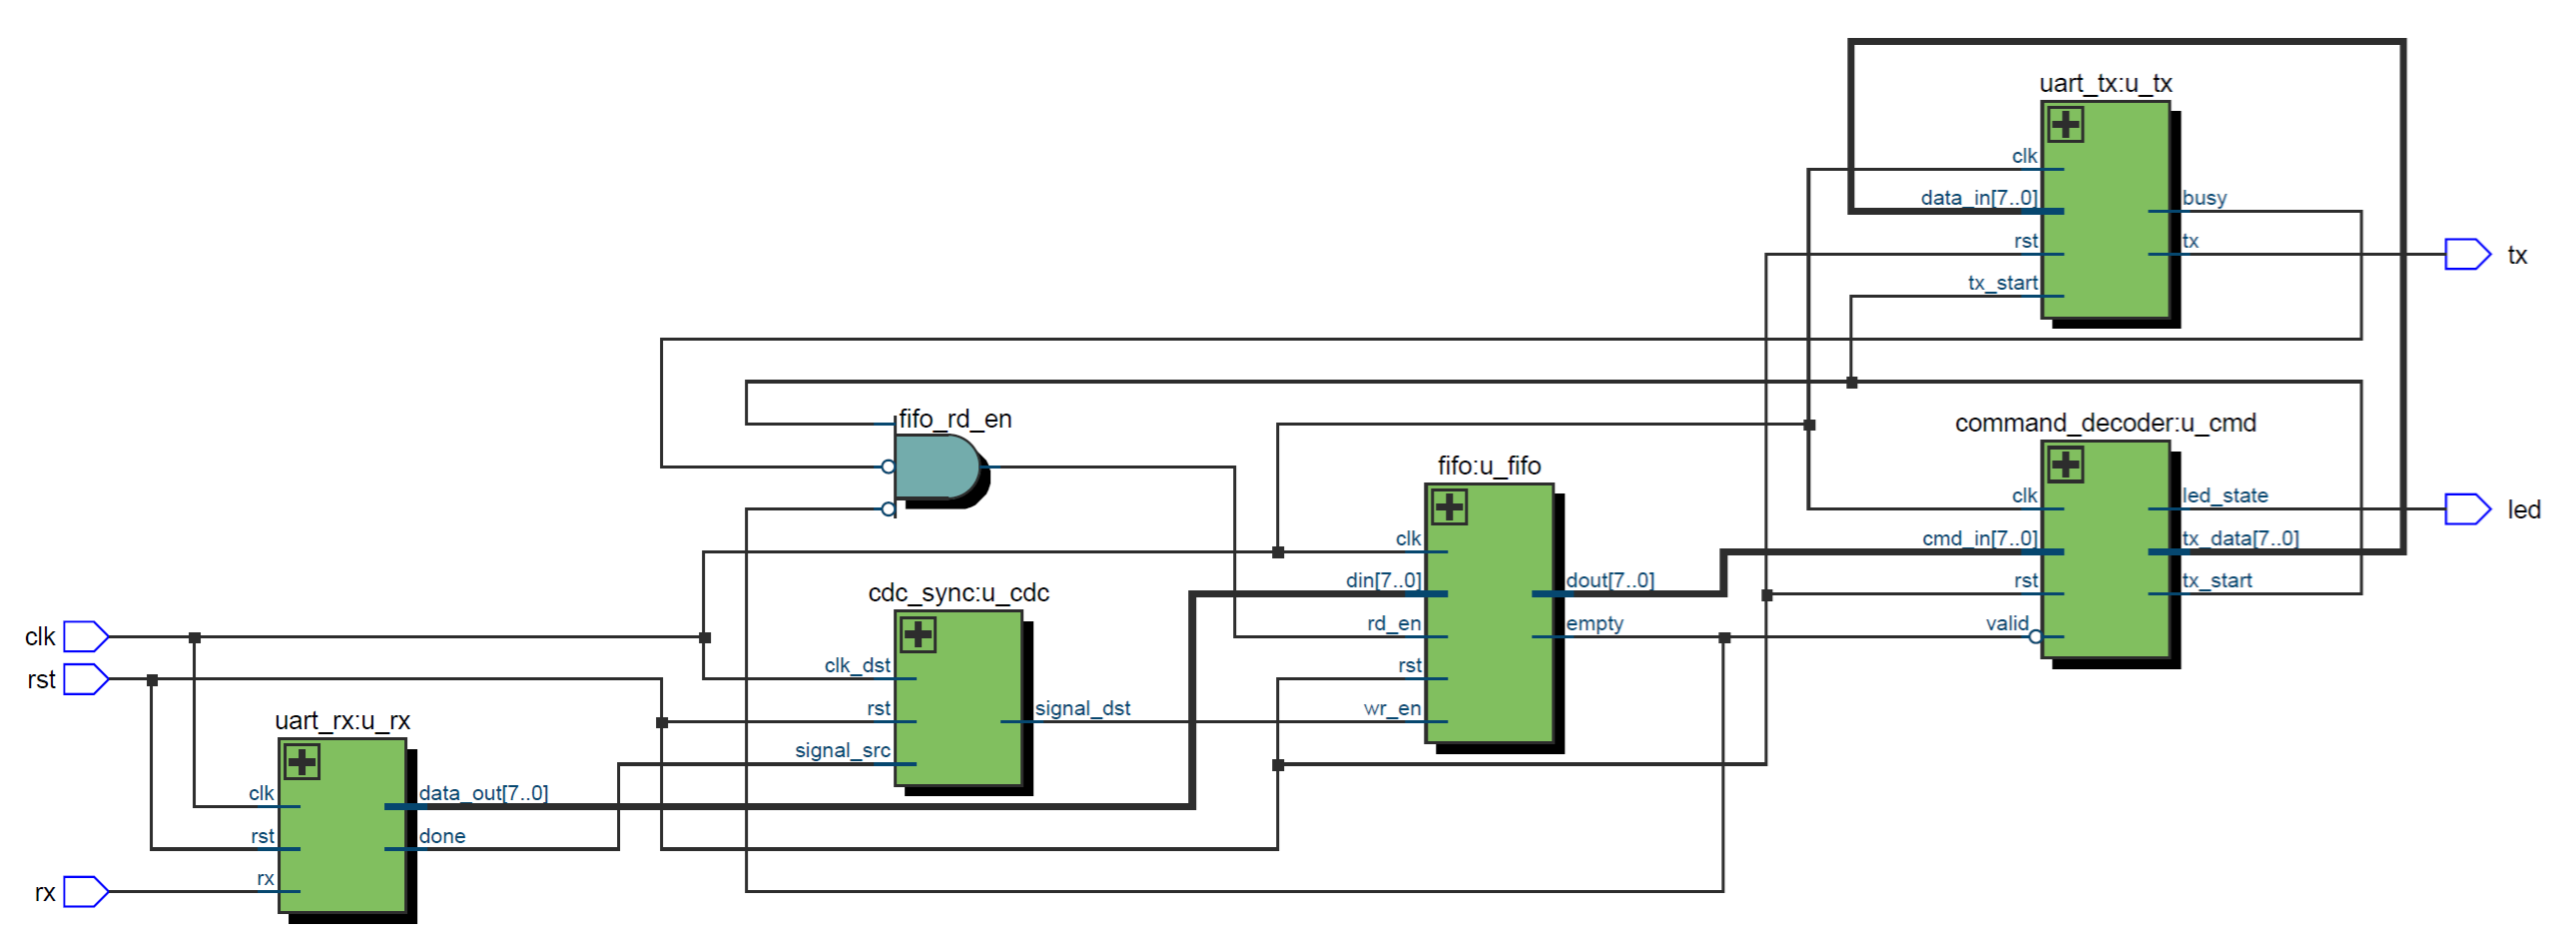 uart_tx:u_tx
clk
data_in[7..0]
rst
tx_start
busy
tx
tx
fifo_rd_en
command_decoder:u_cmd
clk
cmd_in[7..0]
rst
valid
led_state
tx_data[7..0]
tx_start
led
fifo:u_fifo
clk
din[7..0]
rd_en
rst
wr_en
dout[7..0]
empty
cdc_sync:u_cdc
clk_dst
rst
signal_src
signal_dst
clk
rst
uart_rx:u_rx
clk
rst
rx
data_out[7..0]
done
rx